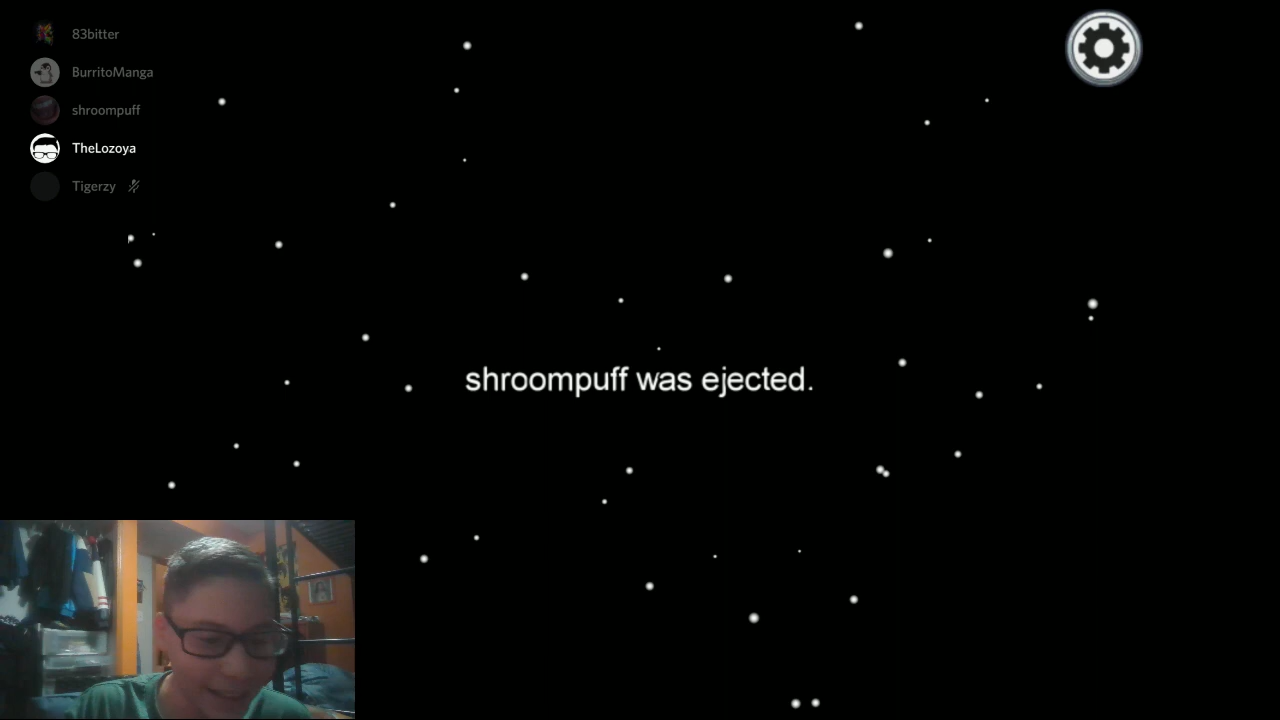 83bitter
BurritoManga
shroompuff
TheLozoya
Tigerzy
shroompuff was ejected.